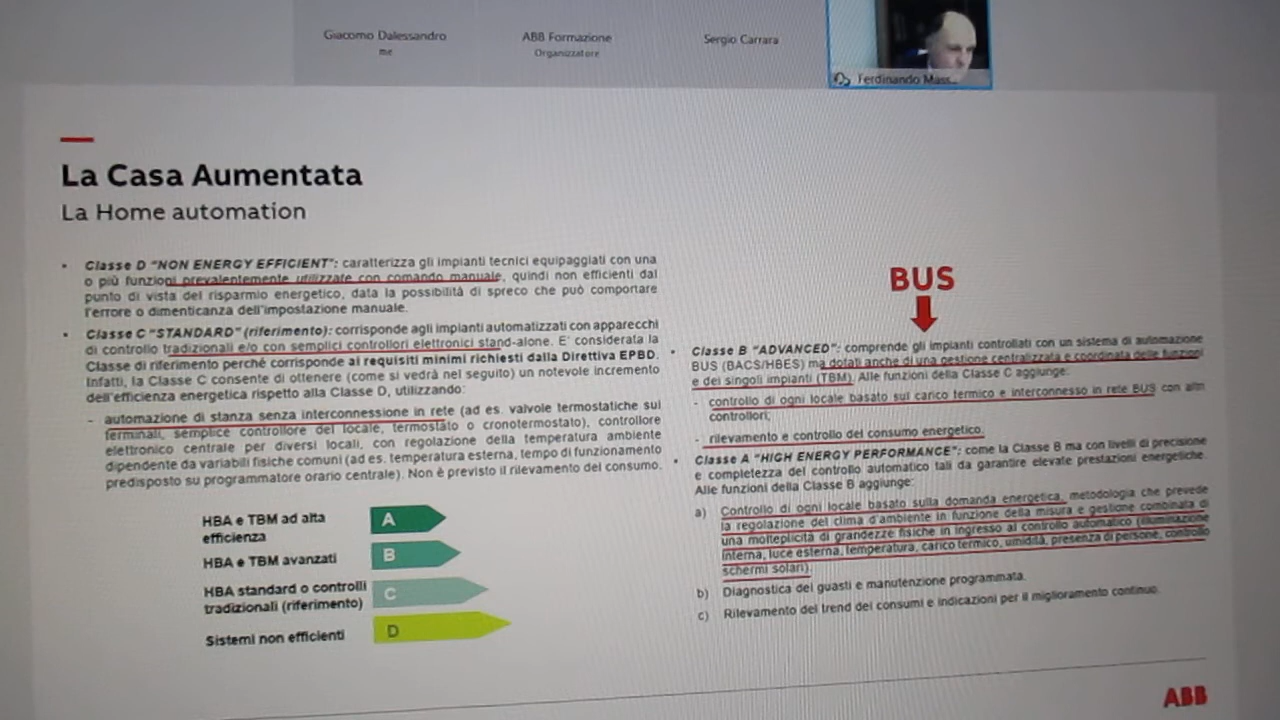 Giacomo Dalessandro
me
ABB Formazione
Organizzatore
Sergio Carrara
Ferdinando Mass...
La Casa Aumentata
La Home automation
• Classe D "NON ENERGY EFFICIENT": caratterizza gli impianti tecnici equipaggiati con una
o più funzioni prevalentemente utilizzate con comando manuale, quindi non efficienti dal
punto di vista del risparmio energetico, data la possibilità di spreco che può comportare
l'errore o dimenticanza dell'impostazione manuale.
• Classe C "STANDARD" (riferimento): corrisponde agli impianti automatizzati con apparecchi
di controllo tradizionali e/o con semplici controllori elettronici stand-alone. E' considerata la
Classe di riferimento perché corrisponde ai requisiti minimi richiesti dalla Direttiva EPBD.
Infatti, la Classe C consente di ottenere (come si vedrà nel seguito) un notevole incremento
dell'efficienza energetica rispetto alla Classe D, utilizzando:
- automazione di stanza senza interconnessione in rete (ad es. valvole termostatiche sui
terminali, semplice controllore del locale, termostato o cronotermostato), controllore
elettronico centrale per diversi locali, con regolazione della temperatura ambiente
dipendente da variabili fisiche comuni (ad es. temperatura esterna, tempo di funzionamento
predisposto su programmatore orario centrale). Non è previsto il rilevamento del consumo.
HBA e TBM ad alta
efficienza
A
HBA e TBM avanzati
B
HBA standard o controlli
tradizionali (riferimento)
C
Sistemi non efficienti
D
BUS
• Classe B "ADVANCED": comprende gli impianti controllati con un sistema di automazione
BUS (BACS/HBES) ma dotati anche di una gestione centralizzata e coordinata delle funzioni
e dei singoli impianti (TBM). Alle funzioni della Classe C aggiunge:
- controllo di ogni locale basato sul carico termico e interconnesso in rete BUS con altri
controllori;
- rilevamento e controllo del consumo energetico.
• Classe A "HIGH ENERGY PERFORMANCE": come la Classe B ma con livelli di precisione
e completezza del controllo automatico tali da garantire elevate prestazioni energetiche.
Alle funzioni della Classe B aggiunge:
a) Controllo di ogni locale basato sulla domanda energetica, metodologia che prevede
la regolazione del clima d'ambiente in funzione della misura e gestione combinata di
una molteplicità di grandezze fisiche in ingresso al controllo automatico (illuminazione
interna, luce esterna, temperatura, carico termico, umidità, presenza di persone, controllo
schermi solari).
b) Diagnostica dei guasti e manutenzione programmata.
c) Rilevamento del trend dei consumi e indicazioni per il miglioramento continuo.
ABB